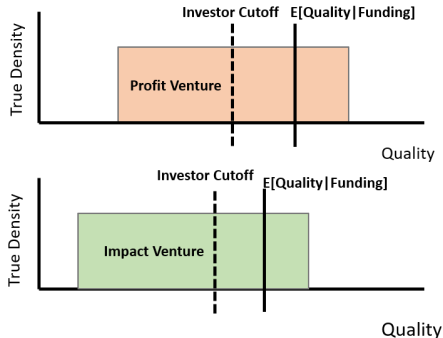 Investor Cutoff E[Quality|Funding]
True Density
Profit Venture
Quality
Investor Cutoff
E[Quality|Funding]
True Density
Impact Venture
Quality